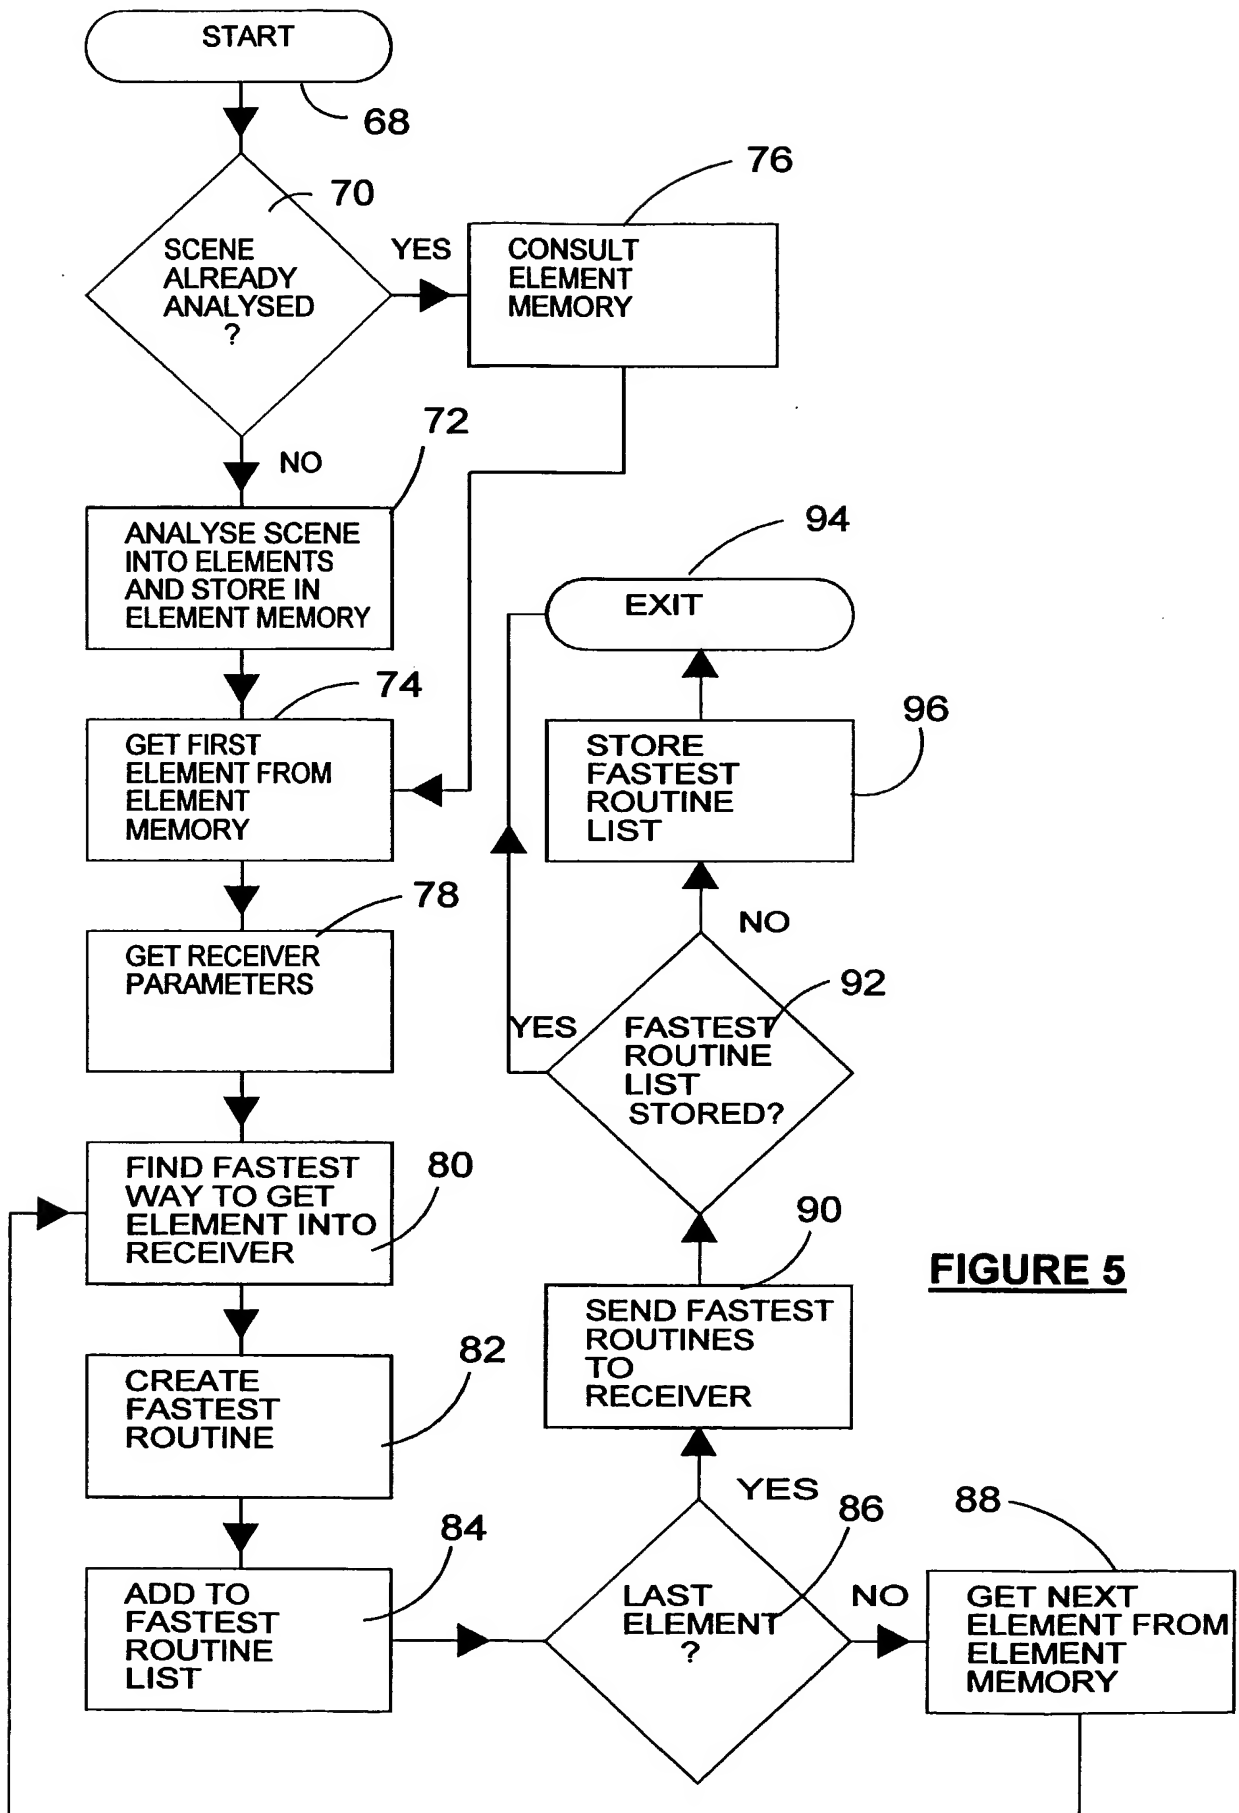 START
68
70
SCENE
ALREADY
ANALYSED
?
YES
76
CONSULT
ELEMENT
MEMORY
NO
72
ANALYSE SCENE
INTO ELEMENTS
AND STORE IN
ELEMENT MEMORY
74
GET FIRST
ELEMENT FROM
ELEMENT
MEMORY
78
GET RECEIVER
PARAMETERS
80
FIND FASTEST
WAY TO GET
ELEMENT INTO
RECEIVER
82
CREATE
FASTEST
ROUTINE
84
ADD TO
FASTEST
ROUTINE
LIST
86
LAST
ELEMENT
?
NO
88
GET NEXT
ELEMENT FROM
ELEMENT
MEMORY
YES
90
SEND FASTEST
ROUTINES
TO
RECEIVER
92
FASTEST
ROUTINE
LIST
STORED?
YES
NO
96
STORE
FASTEST
ROUTINE
LIST
94
EXIT
FIGURE 5